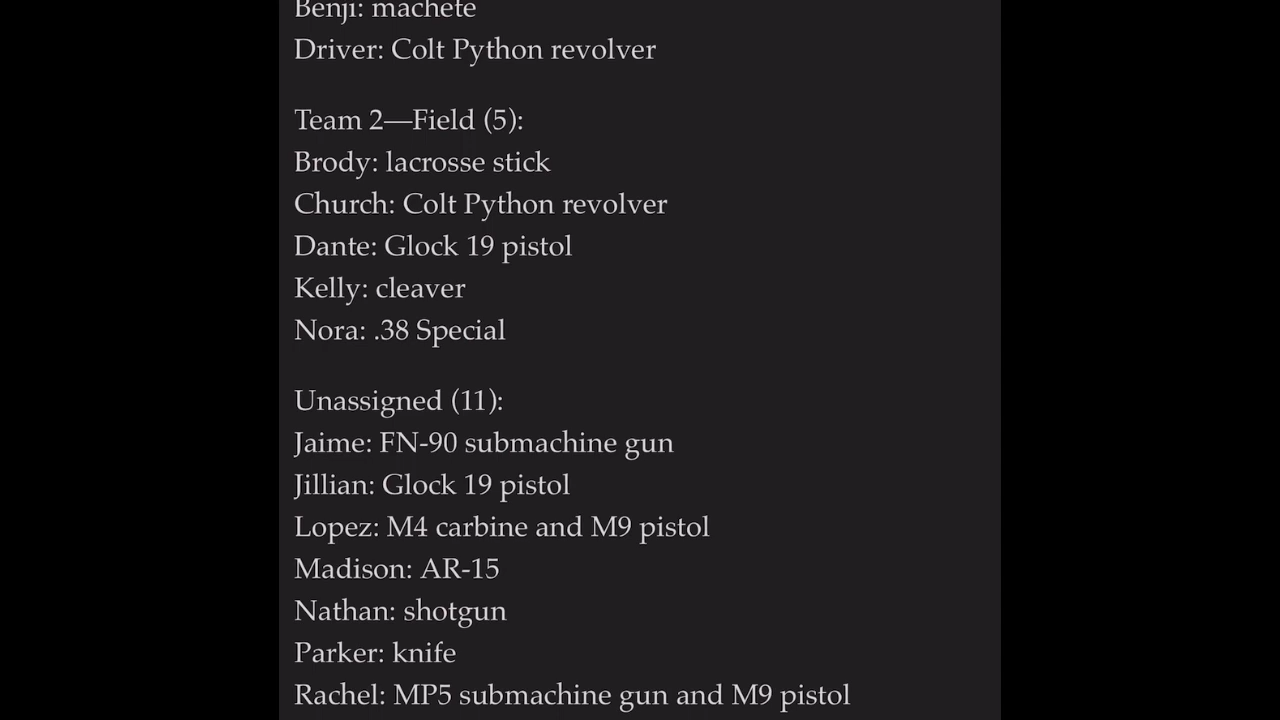 Benji: machete
Driver: Colt Python revolver
Team 2—Field (5):
Brody: lacrosse stick
Church: Colt Python revolver
Dante: Glock 19 pistol
Kelly: cleaver
Nora: .38 Special
Unassigned (11):
Jaime: FN-90 submachine gun
Jillian: Glock 19 pistol
Lopez: M4 carbine and M9 pistol
Madison: AR-15
Nathan: shotgun
Parker: knife
Rachel: MP5 submachine gun and M9 pistol